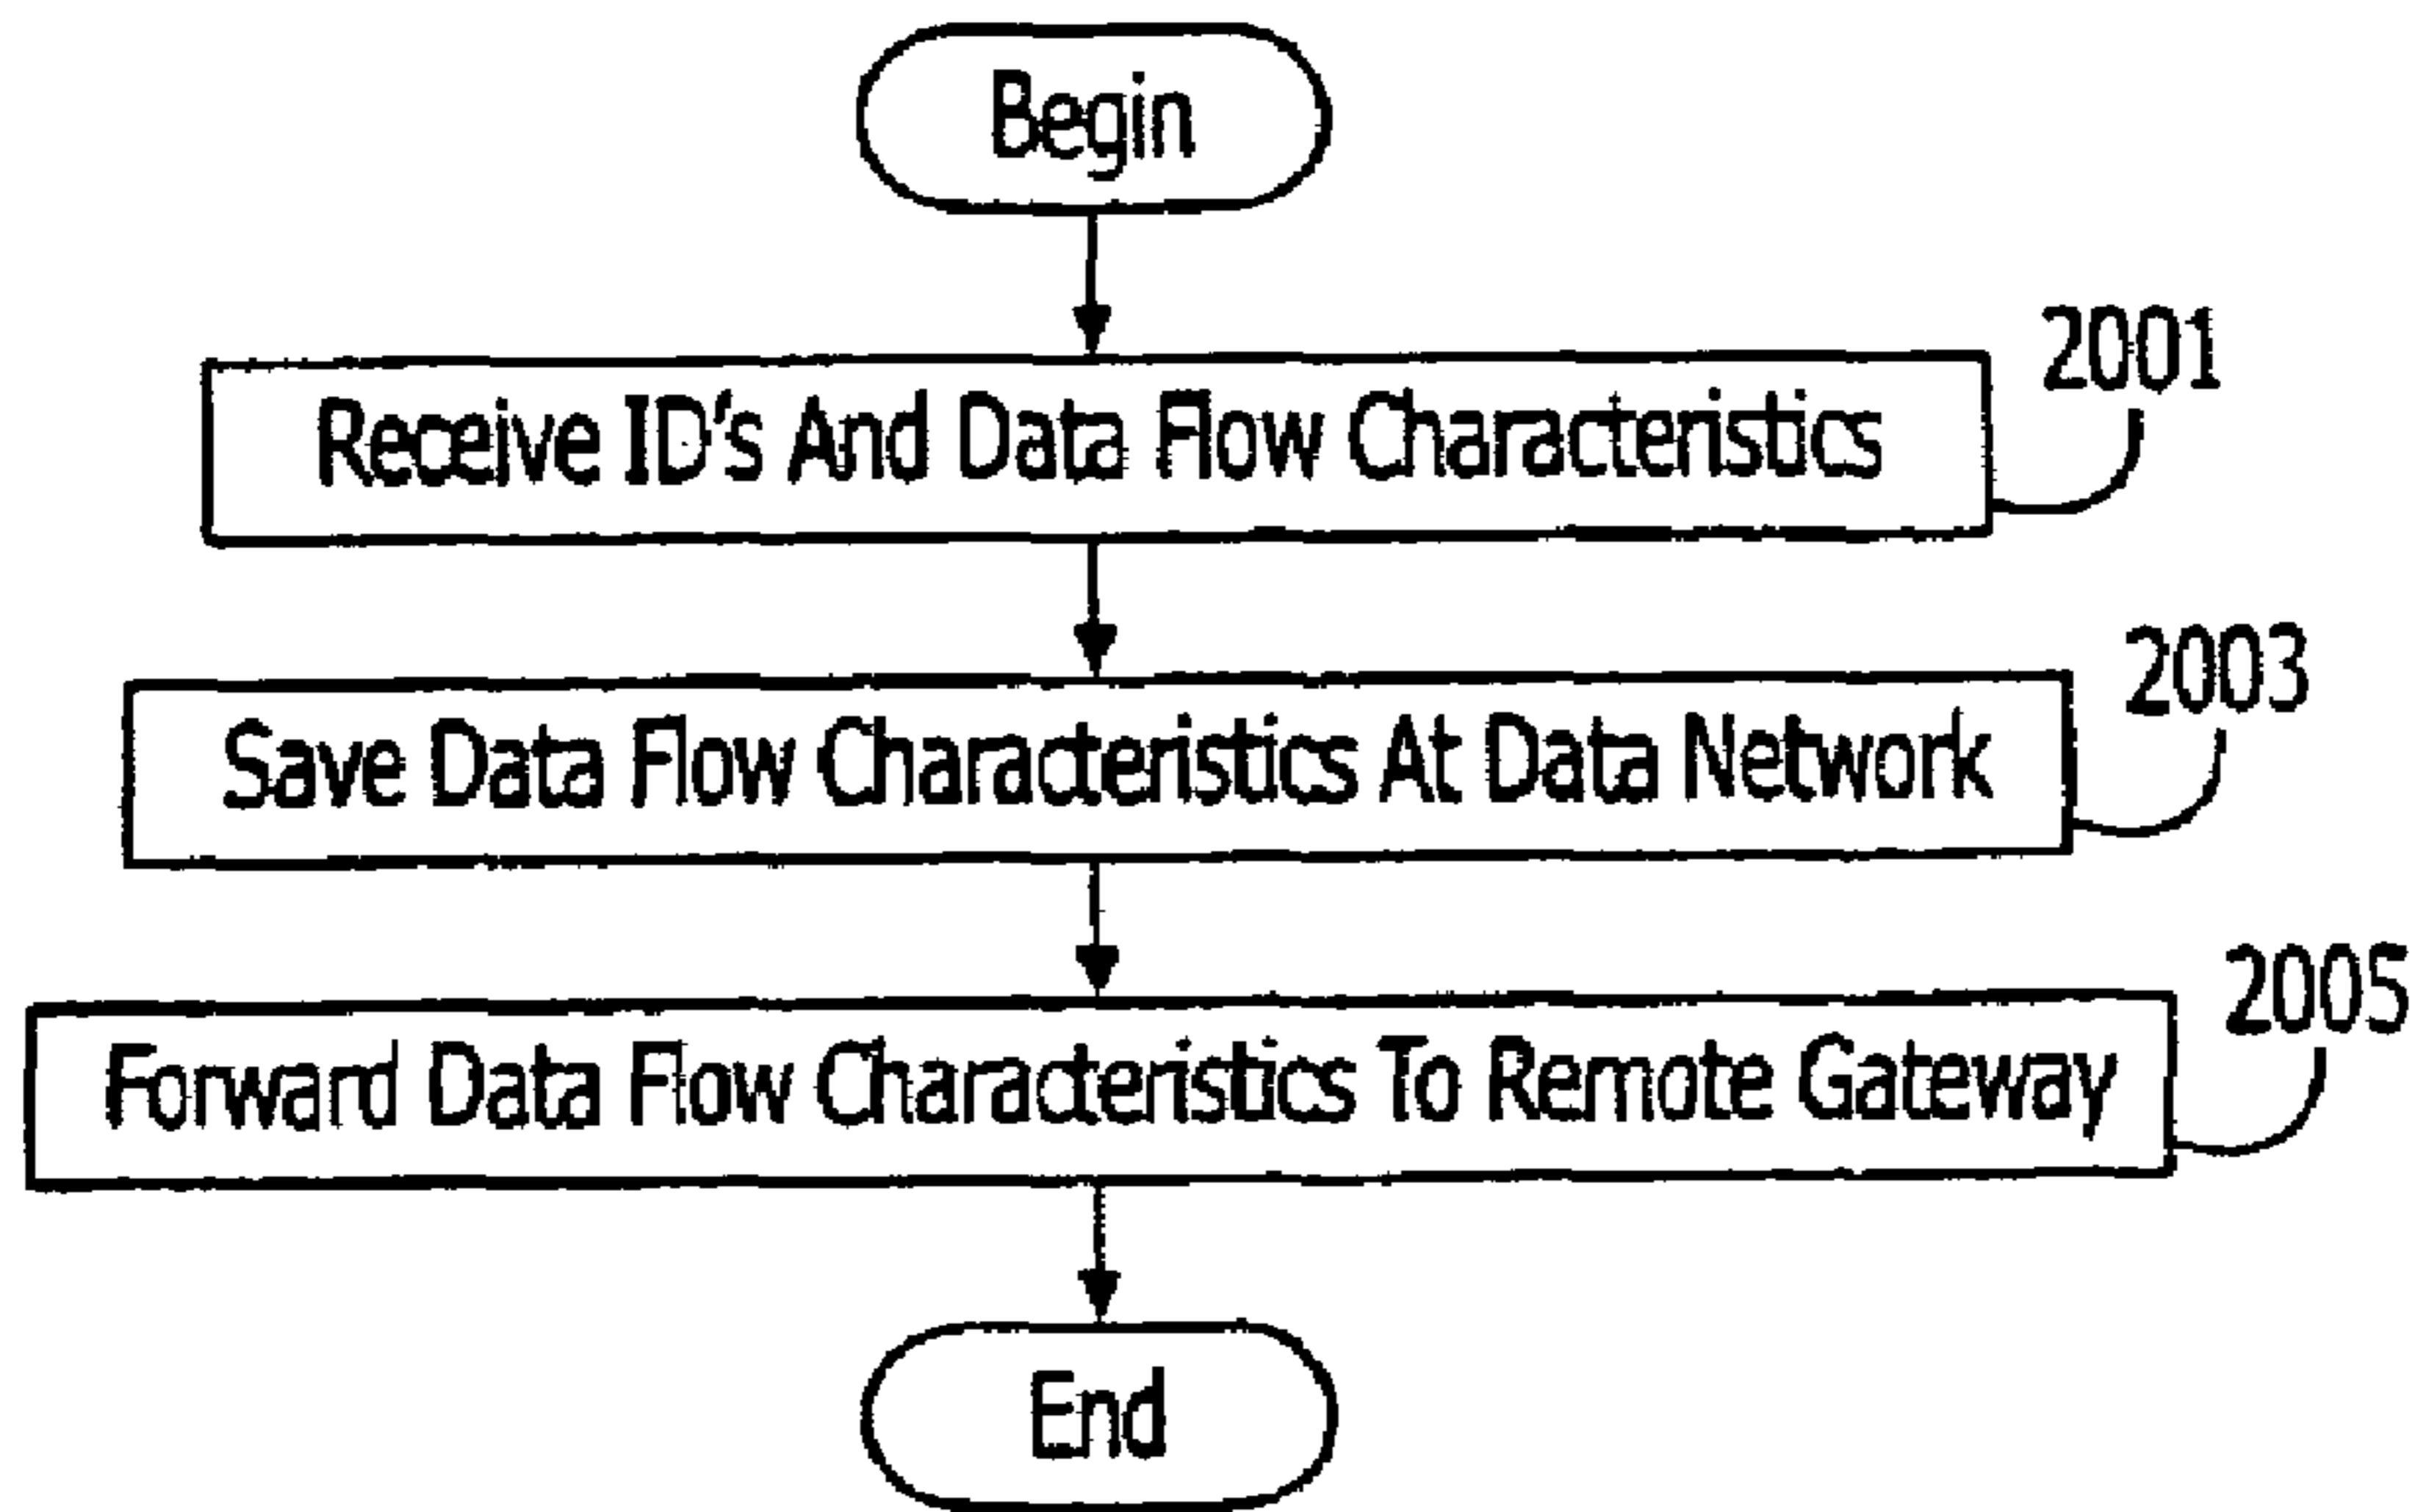 Begin
2001
Receive ID's And Data Flow Characteristics
2003
Save Data Flow Characteristics At Data Network
2005
Forward Data Flow Characteristics To Remote Gateway
End